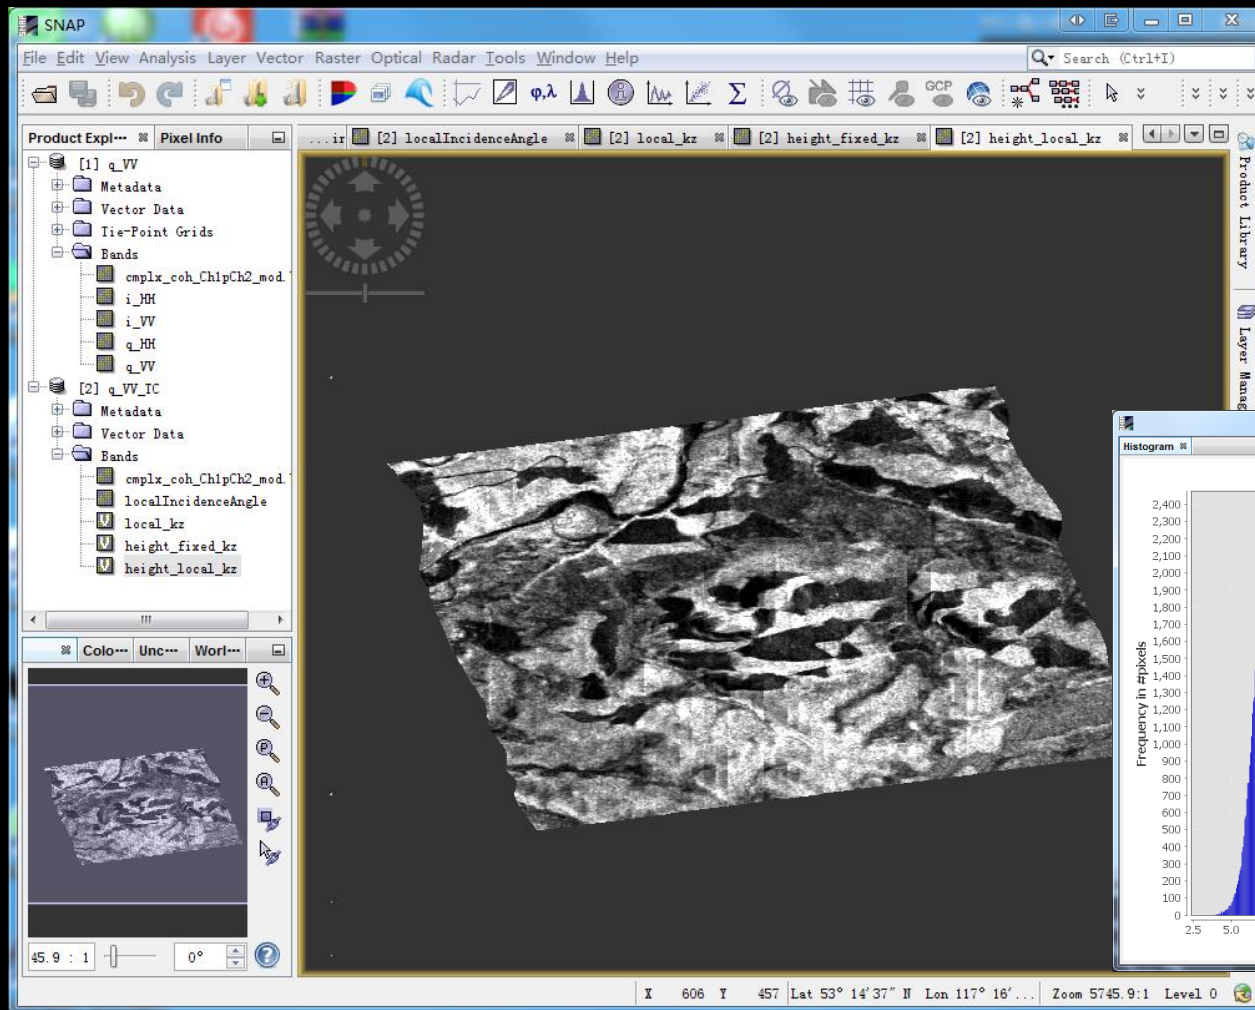 SNAP
File Edit View Analysis Layer Vector Raster Optical Radar Tools Window Help
Search (Ctrl+I)
φ,λ
Σ
GCP
Product Expl···
Pixel Info
...ir
[2] localIncidenceAngle
[2] local_kz
[2] height_fixed_kz
[2] height_local_kz
[1] q_VV
Metadata
Vector Data
Tie-Point Grids
Bands
cmplx_coh_Ch1pCh2_mod.
i_HH
i_VV
q_HH
q_VV
[2] q_VV_TC
Metadata
Vector Data
Bands
cmplx_coh_Ch1pCh2_mod.
localIncidenceAngle
local_kz
height_fixed_kz
height_local_kz
Product Library
Layer Manag
Colo···
Unc···
Worl···
45.9 : 1
0°
Histogram
Frequency in #pixels
2,400
2,300
2,200
2,100
2,000
1,900
1,800
1,700
1,600
1,500
1,400
1,300
1,200
1,100
1,000
900
800
700
600
500
400
300
200
100
0
2.5 5.0
X 606 Y 457 Lat 53° 14'37" N Lon 117° 16'... Zoom 5745.9:1 Level 0